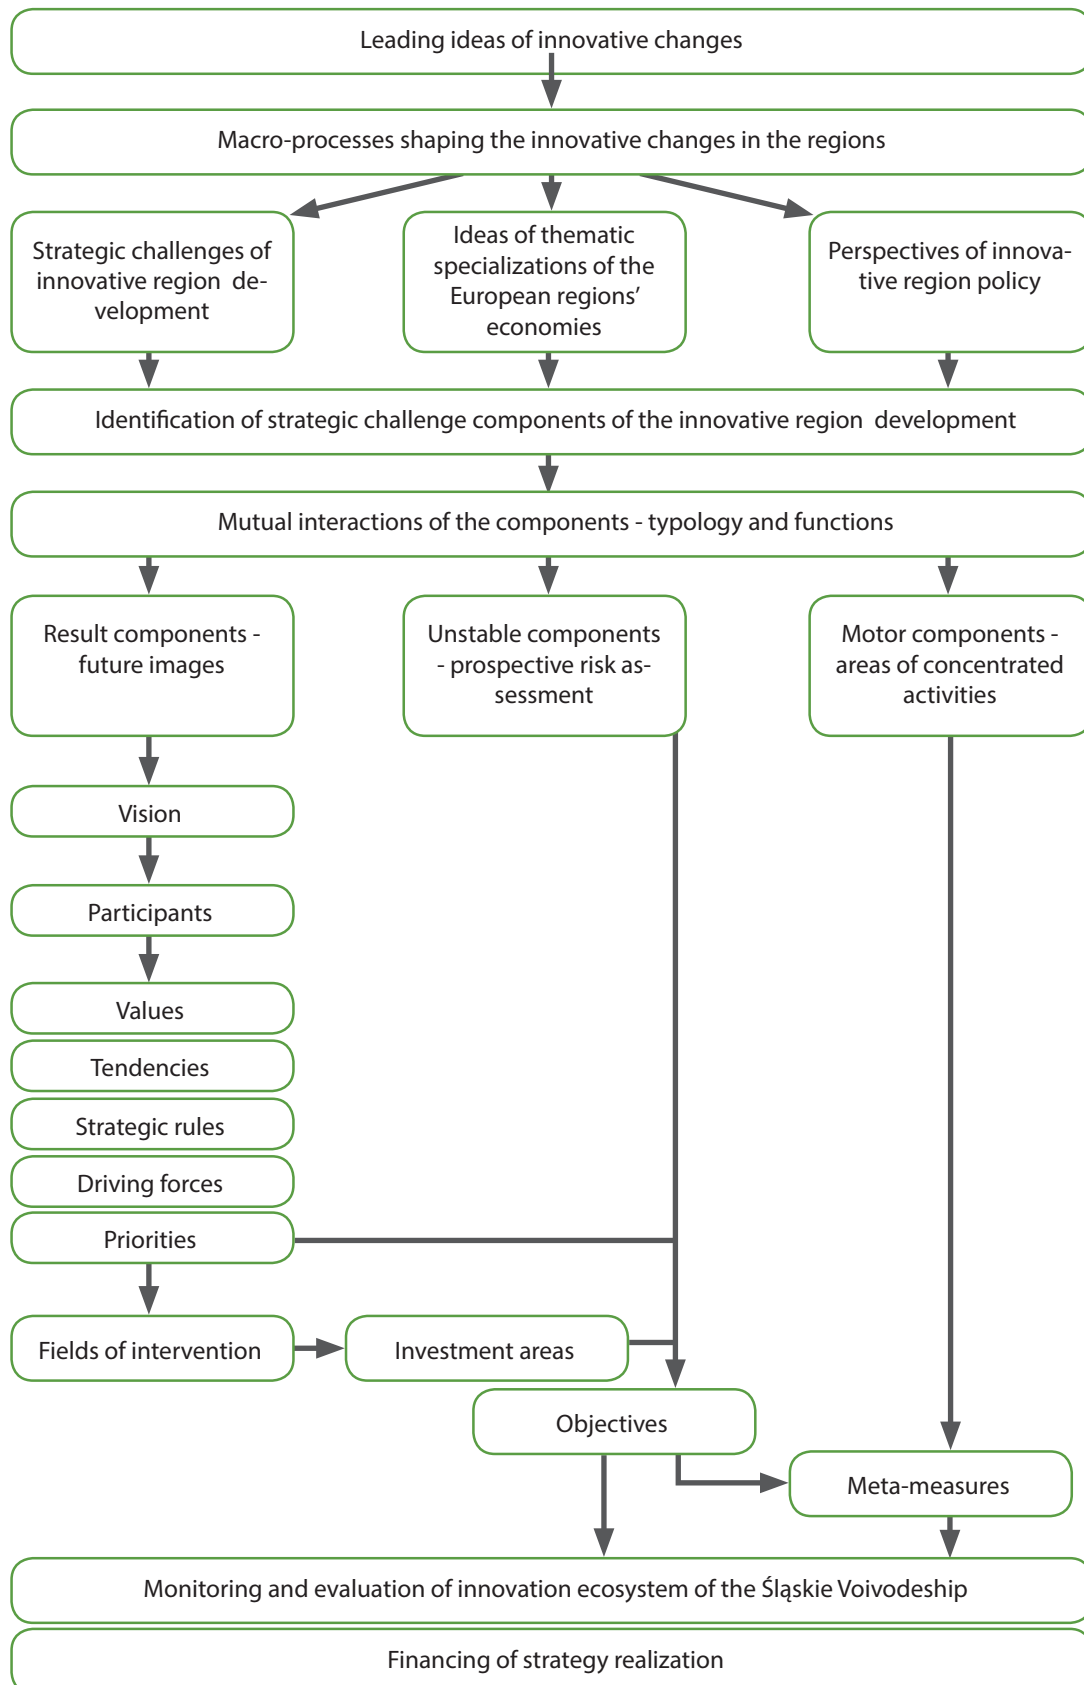 Leading ideas of innovative changes
Macro-processes shaping the innovative changes in the regions
Strategic challenges of
innovative region de-
velopment
Ideas of thematic
specializations of the
European regions’
economies
Perspectives of innova-
tive region policy
Identification of strategic challenge components of the innovative region development
Mutual interactions of the components - typology and functions
Result components -
future images
Unstable components
- prospective risk as-
sessment
Motor components -
areas of concentrated
activities
Vision
Participants
Values
Tendencies
Strategic rules
Driving forces
Priorities
Fields of intervention
Investment areas
Objectives
Meta-measures
Monitoring and evaluation of innovation ecosystem of the Śląskie Voivodeship
Financing of strategy realization